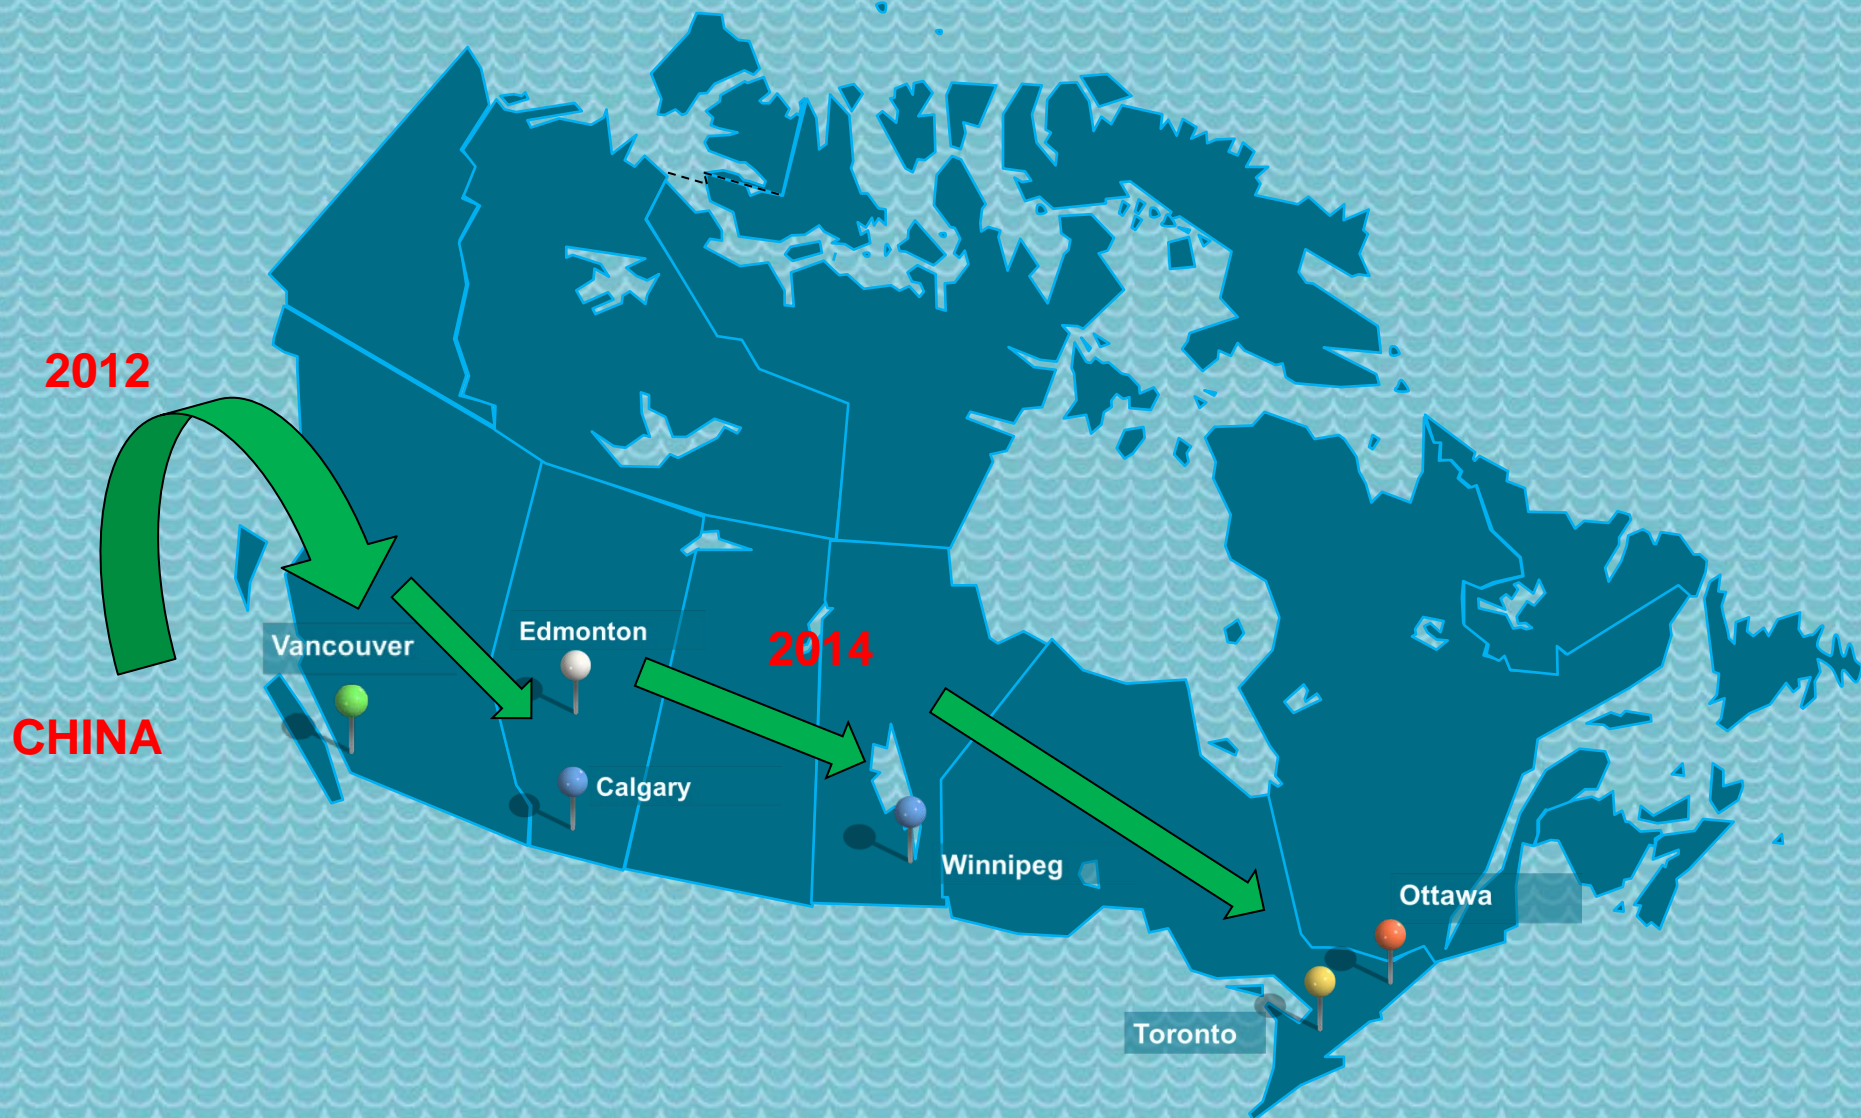 2012
Edmonton
2014
Vancouver
CHINA
Calgary
Winnipeg
Ottawa
Toronto